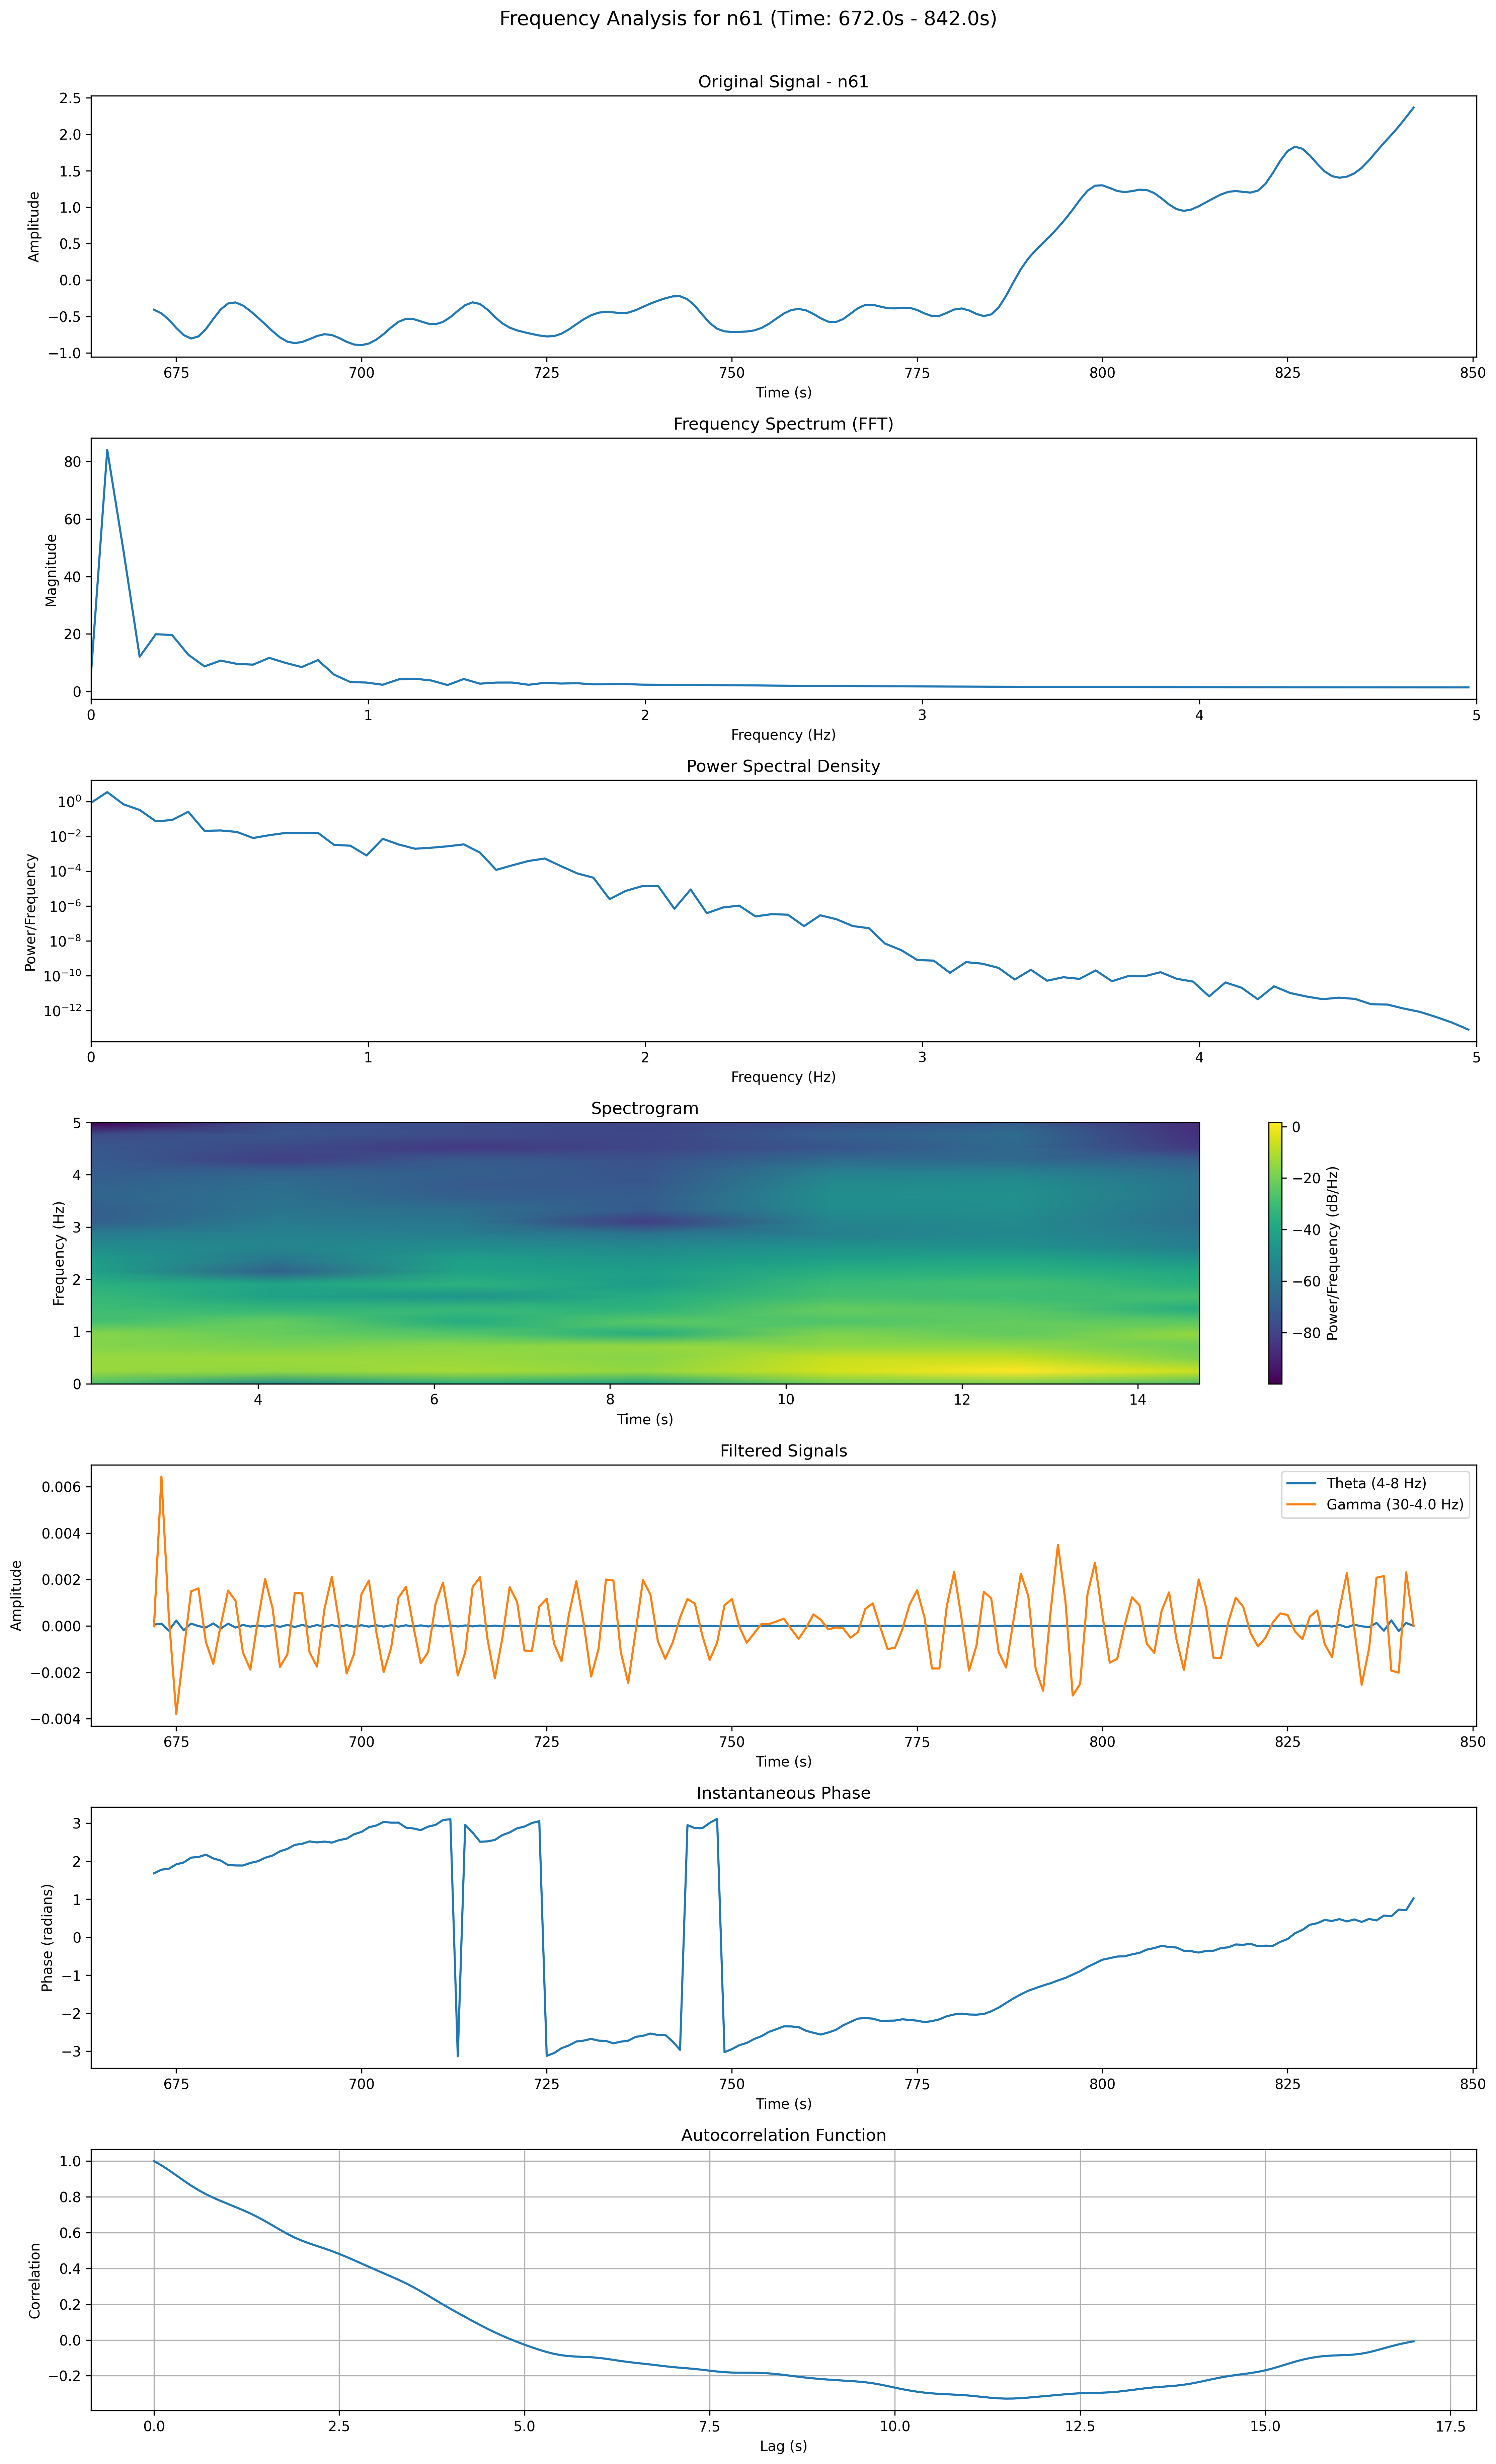 Frequency Analysis for n61 (Time: 672.0s - 842.0s)
Original Signal - n61
2.5
2.0
1.5
1.0
0.5
0.0
−0.5
−1.0
Amplitude
675 700 725 750 775 800 825 850
Time (s)
Frequency Spectrum (FFT)
80
60
40
20
0
Magnitude
0 1 2 3 4 5
Frequency (Hz)
Power Spectral Density
10⁰
10⁻²
10⁻⁴
10⁻⁶
10⁻⁸
10⁻¹⁰
10⁻¹²
Power/Frequency
0 1 2 3 4 5
Frequency (Hz)
Spectrogram
5
4
3
2
1
0
Frequency (Hz)
4 6 8 10 12 14
Time (s)
0
−20
−40
−60
−80
Power/Frequency (dB/Hz)
Filtered Signals
0.006
0.004
0.002
0.000
−0.002
−0.004
Amplitude
Theta (4-8 Hz)
Gamma (30-4.0 Hz)
675 700 725 750 775 800 825 850
Time (s)
Instantaneous Phase
3
2
1
0
−1
−2
−3
Phase (radians)
675 700 725 750 775 800 825 850
Time (s)
Autocorrelation Function
1.0
0.8
0.6
0.4
0.2
0.0
−0.2
Correlation
0.0 2.5 5.0 7.5 10.0 12.5 15.0 17.5
Lag (s)